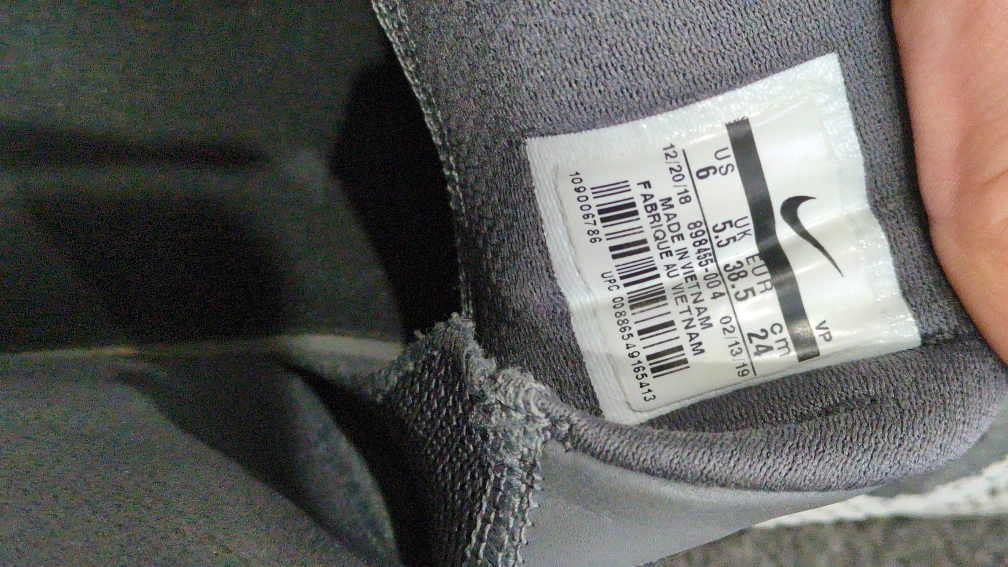 VP
US UK EUR cm
6 5.5 38.5 24
12/20/18 898465-004 02/13/19
MADE IN VIETNAM
FABRIQUE AU VIETNAM
109006786 UPC 00886549165413